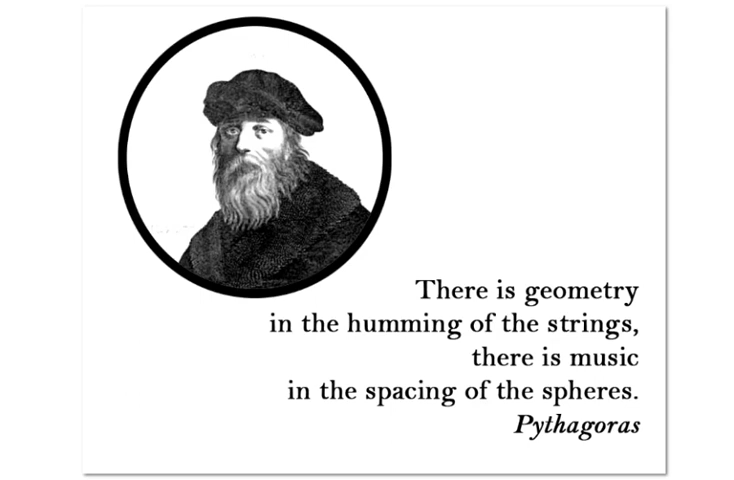 There is geometry
in the humming of the strings,
there is music
in the spacing of the spheres.
Pythagoras